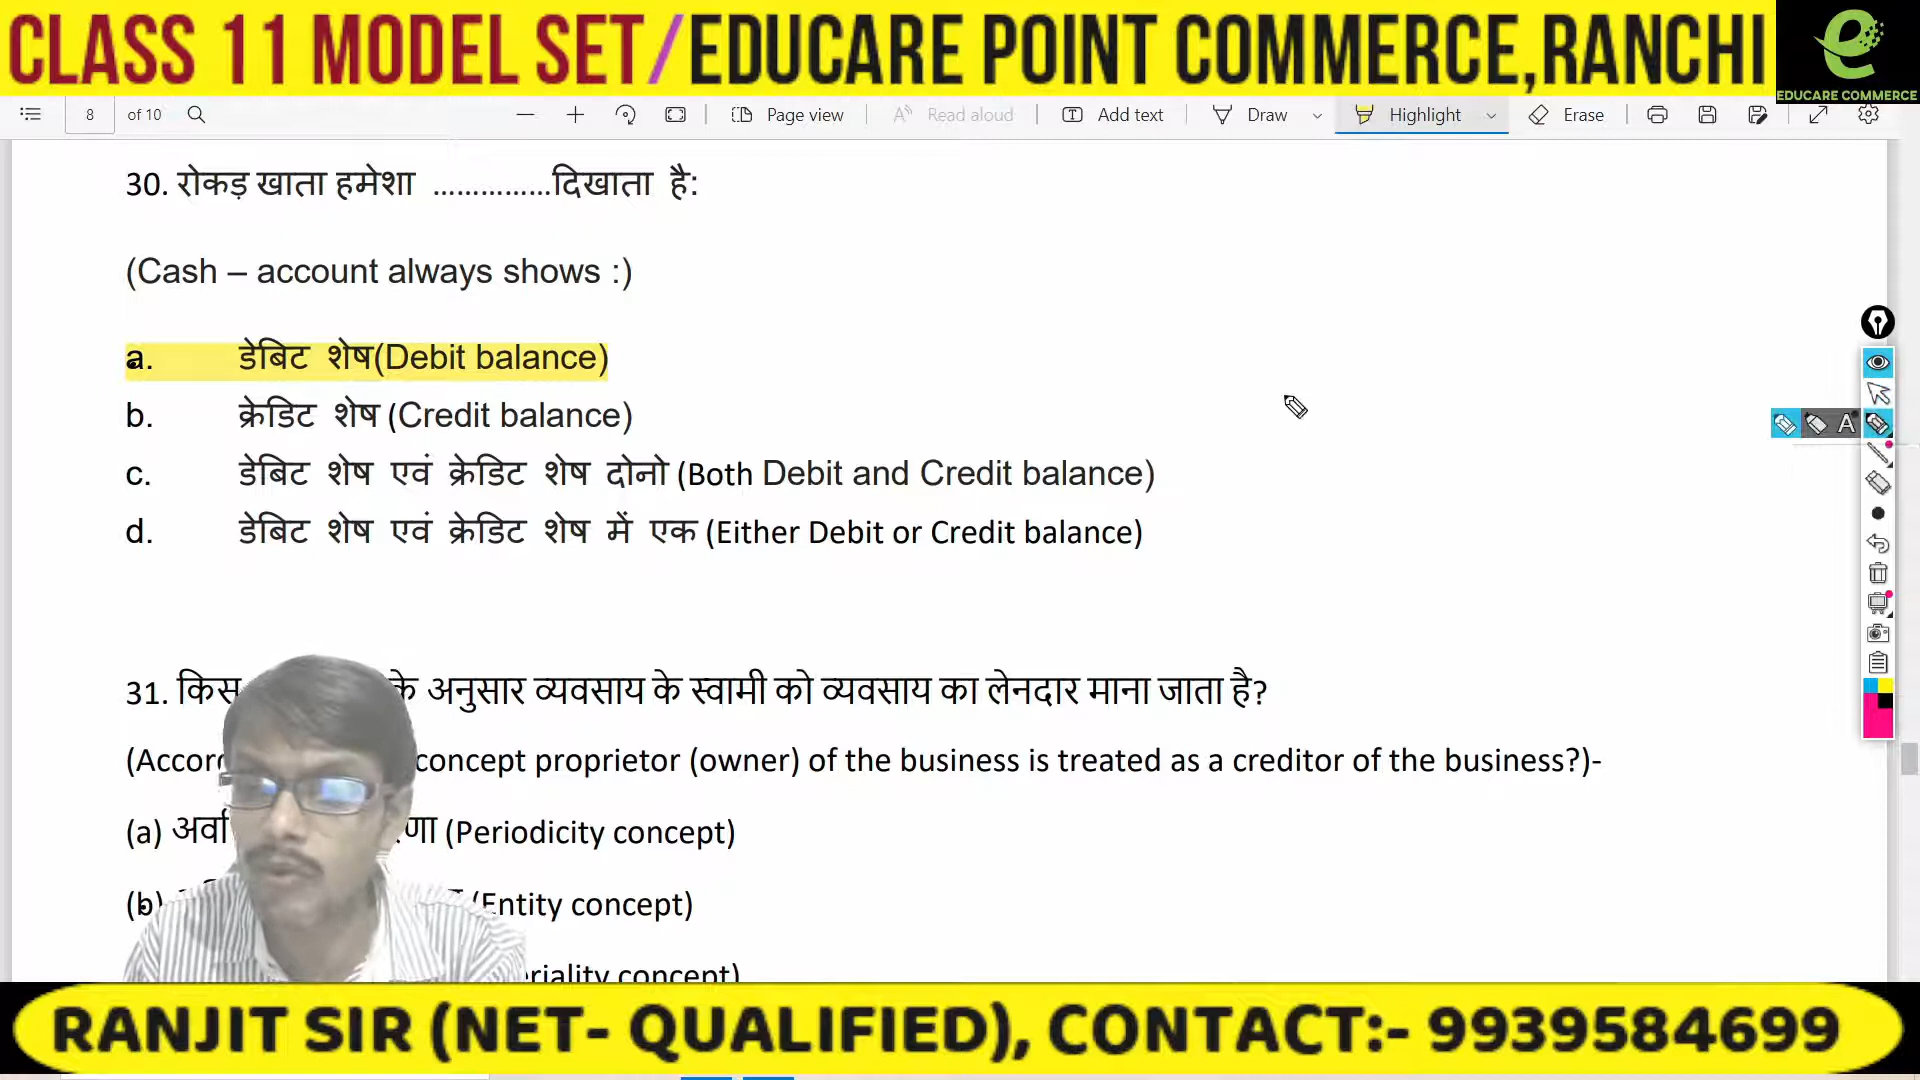 CLASS 11 MODEL SET/EDUCARE POINT COMMERCE,RANCHI
EDUCARE COMMERCE
8 of 10 Page view Read aloud Add text Draw Highlight Erase
30. रोकड़ खाता हमेशा ...............दिखाता है:
(Cash – account always shows :)
a. डेबिट शेष(Debit balance)
b. क्रेडिट शेष (Credit balance)
c. डेबिट शेष एवं क्रेडिट शेष दोनो (Both Debit and Credit balance)
d. डेबिट शेष एवं क्रेडिट शेष में एक (Either Debit or Credit balance)
31. किस के अनुसार व्यवसाय के स्वामी को व्यवसाय का लेनदार माना जाता है?
concept proprietor (owner) of the business is treated as a creditor of the business?)-
(a) (Periodicity concept)
(b) (Entity concept)
concept)
RANJIT SIR (NET- QUALIFIED), CONTACT:- 9939584699